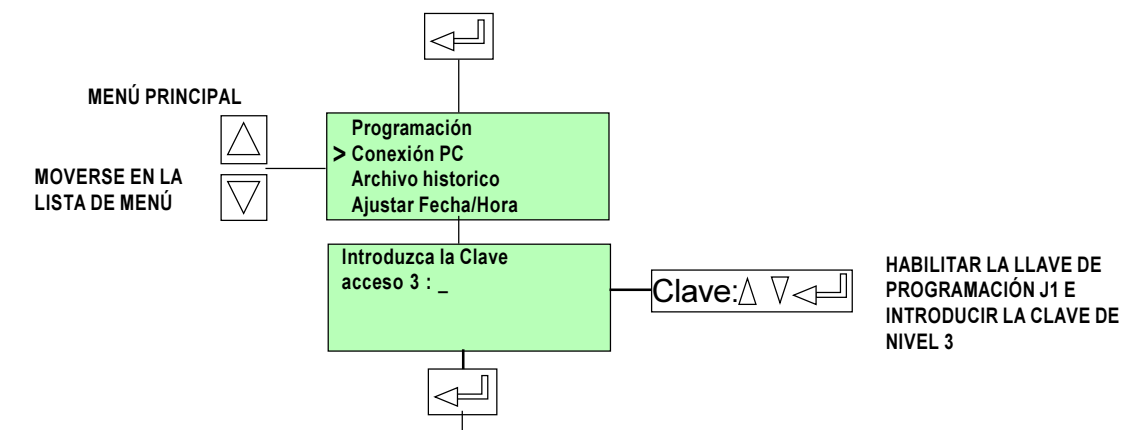 MENÚ PRINCIPAL
MOVERSE EN LA
LISTA DE MENÚ
Programación
> Conexión PC
Archivo historico
Ajustar Fecha/Hora
Introduzca la Clave
acceso 3 : _
Clave:
HABILITAR LA LLAVE DE
PROGRAMACIÓN J1 E
INTRODUCIR LA CLAVE DE
NIVEL 3